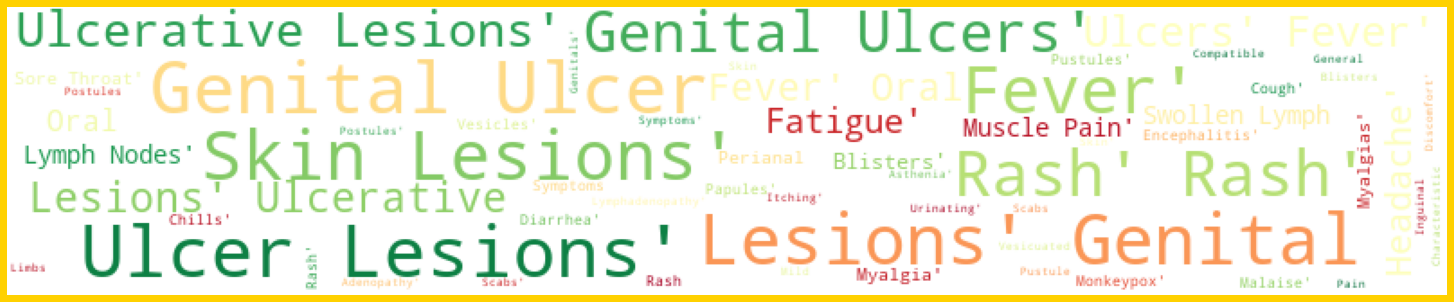 Ulcerative Lesions' Genital Ulcers' Ulcers' Fever'
Genitals' Skin Pustules' Compatible General
Sore Throat' Postules Genital Ulcer Fever' Oral Fever' Cough' Blisters
Oral Postules' Vesicles' Symptoms' Fatigue' Muscle Pain' Swollen Lymph Encephalitis' Headache' Discomfort'
Lymph Nodes' Skin Lesions' Perianal Blisters' Asthenia' Rash' Rash' Myalgias'
Lesions' Ulcerative Symptoms Lymphadenopathy' Papules' Itching' Urinating' Scabs Inguinal Characteristic
Chills' Diarrhea'
Ulcer Lesions' Lesions' Genital Vesicuated
Limbs Rash' Adenopathy' Scabs' Rash Mild Myalgia' Pustule Monkeypox' Malaise' Pain